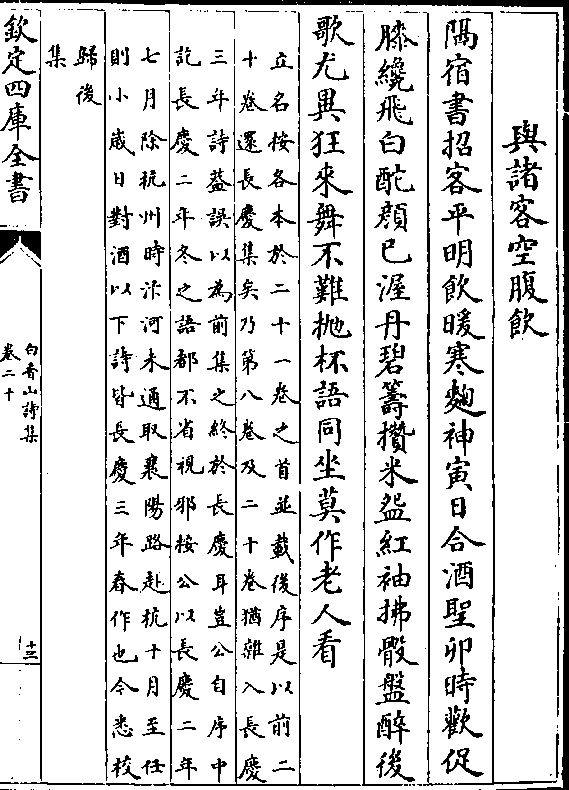 與諸客空腹飲
隅宿書招客平明飲暖寒麴神寅日合酒聖卯時歡促
膝纔飛白酡顔已渥丹碧籌攢米盌紅袖拂骰盤醉後
歌尤異狂來舞不難抛杯語同坐莫作老人看
立名按各本於二十一卷之首並載後序是以前二
十卷還長慶集矣乃第八卷及二十卷猶雜入長慶
三年詩葢誤以為前集之終於長慶耳豈公自序中
訖長慶二年冬之語都不省視邪按公以長慶二年
七月除杭州時汴河未通取襄陽路赴杭十月至任
則小歲日對酒以下詩皆長慶三年春作也今悉校
歸後
集
欽定四庫全書
白香山詩集
卷二十
十三